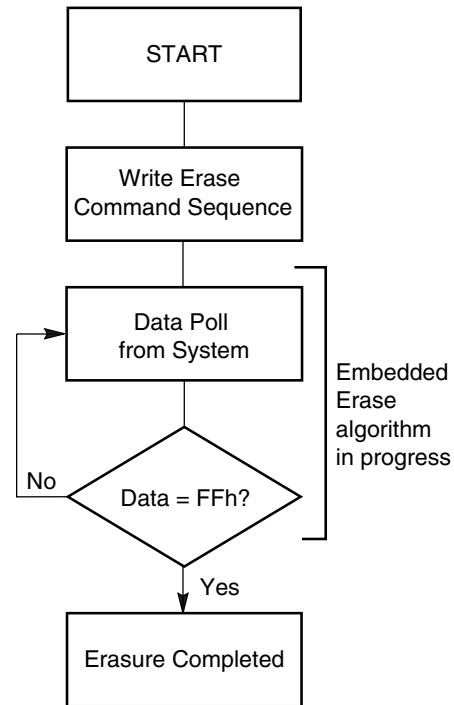 START
Write Erase
Command Sequence
Data Poll
from System
Embedded
Erase
algorithm
in progress
No
Data = FFh?
Yes
Erasure Completed